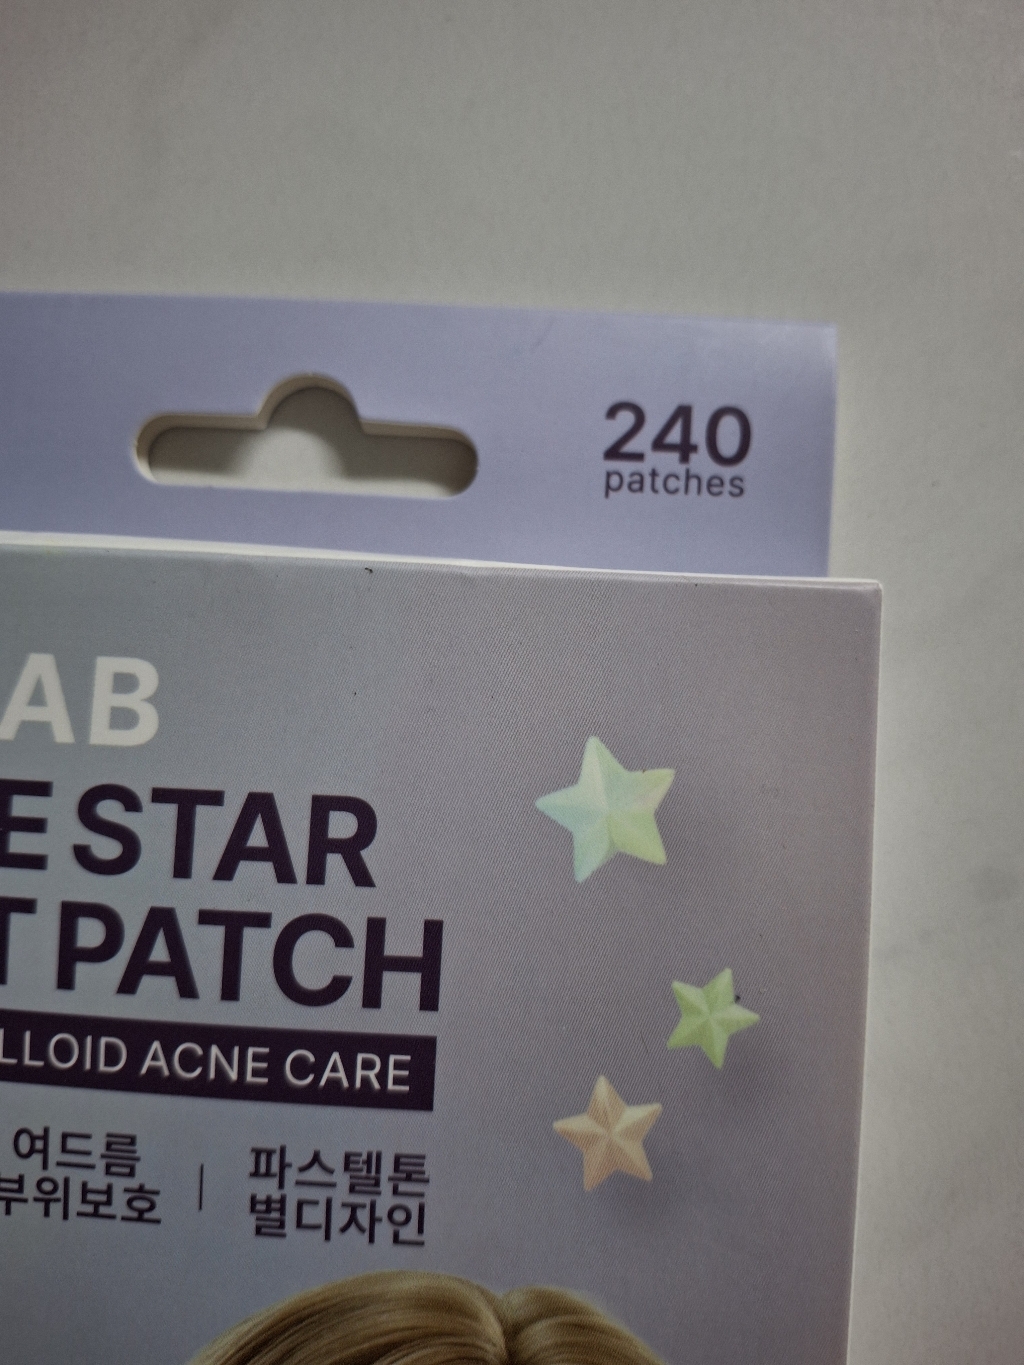 240
patches
AB
E STAR
T PATCH
LLOID ACNE CARE
여드름
부위보호
파스텔톤
별디자인